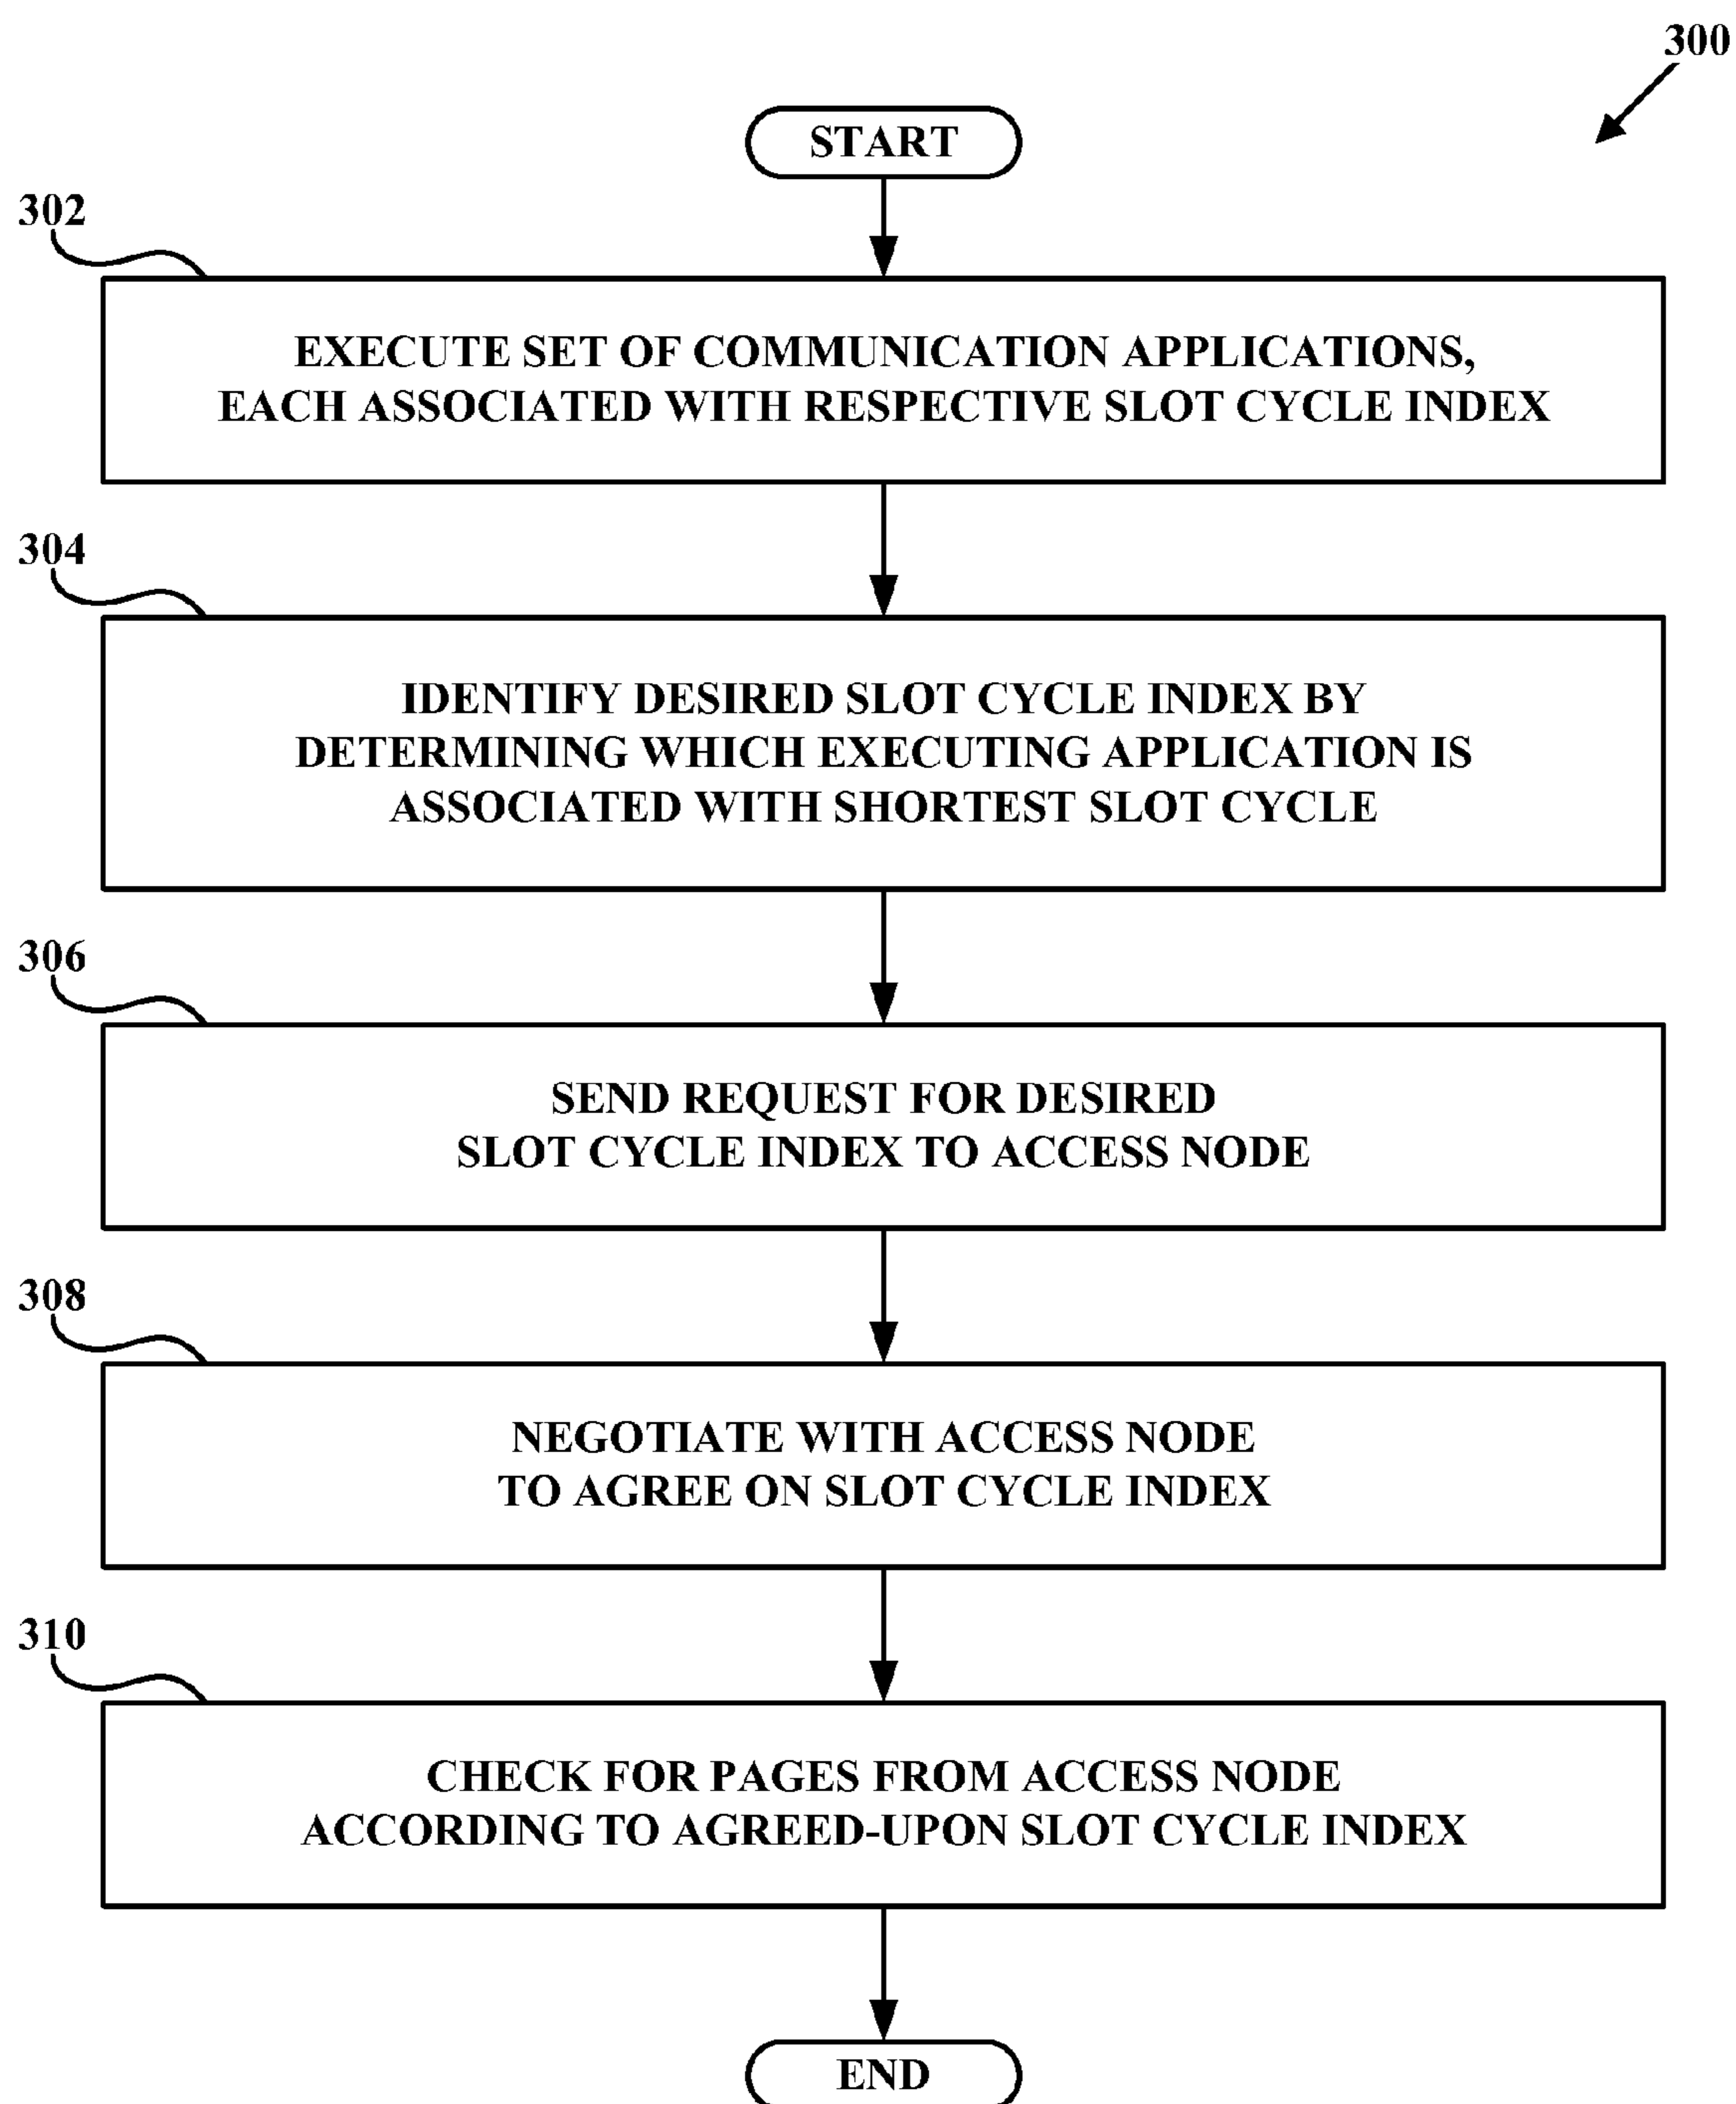 300
START
302
EXECUTE SET OF COMMUNICATION APPLICATIONS,
EACH ASSOCIATED WITH RESPECTIVE SLOT CYCLE INDEX
304
IDENTIFY DESIRED SLOT CYCLE INDEX BY
DETERMINING WHICH EXECUTING APPLICATION IS
ASSOCIATED WITH SHORTEST SLOT CYCLE
306
SEND REQUEST FOR DESIRED
SLOT CYCLE INDEX TO ACCESS NODE
308
NEGOTIATE WITH ACCESS NODE
TO AGREE ON SLOT CYCLE INDEX
310
CHECK FOR PAGES FROM ACCESS NODE
ACCORDING TO AGREED-UPON SLOT CYCLE INDEX
END